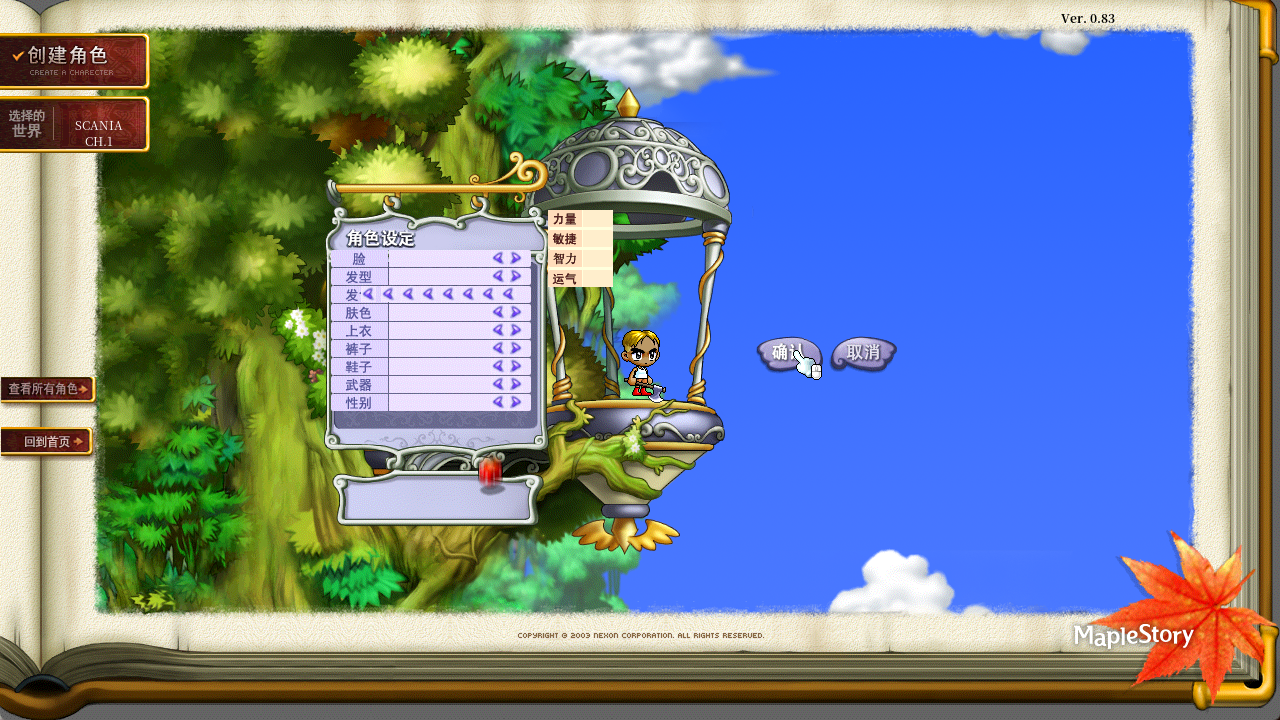 Ver. 0.83
创建角色
CREATE A CHARECTER
选择的
世界
SCANIA
CH.1
角色设定
脸
发型
发
肤色
上衣
裤子
鞋子
武器
性别
力量
敏捷
智力
运气
确认
取消
查看所有角色
回到首页
COPYRIGHT @ 2003 NEXON CORPORATION. ALL RIGHTS RESERVED.
MapleStory